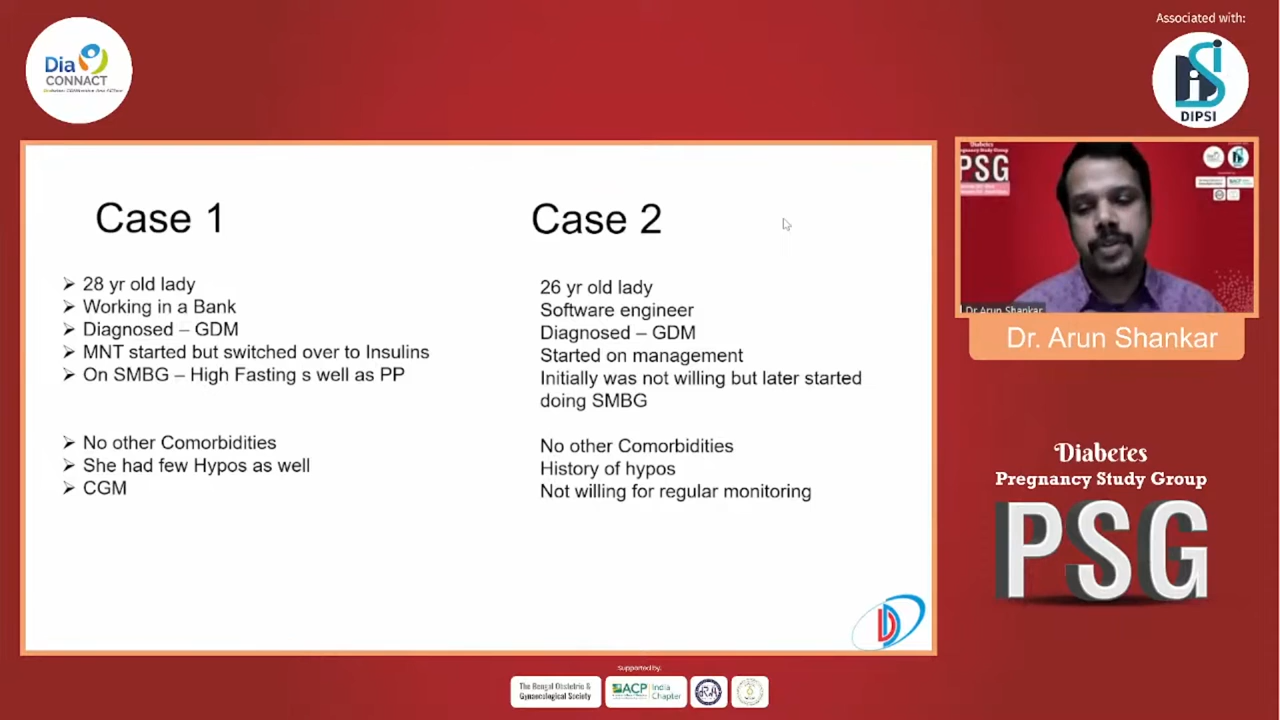 Associated with:
Dia
CONNACT
DIPSI
Case 1
28 yr old lady
Working in a Bank
Diagnosed – GDM
MNT started but switched over to Insulins
On SMBG – High Fasting s well as PP
No other Comorbidities
She had few Hypos as well
CGM
Case 2
26 yr old lady
Software engineer
Diagnosed – GDM
Started on management
Initially was not willing but later started
doing SMBG
No other Comorbidities
History of hypos
Not willing for regular monitoring
Diabetes
PSG
Dr Arun Shankar
Dr. Arun Shankar
Diabetes
Pregnancy Study Group
PSG
Supported by:
The Bengal Obstetric &
Gynaecological Society
ACP
India
Chapter